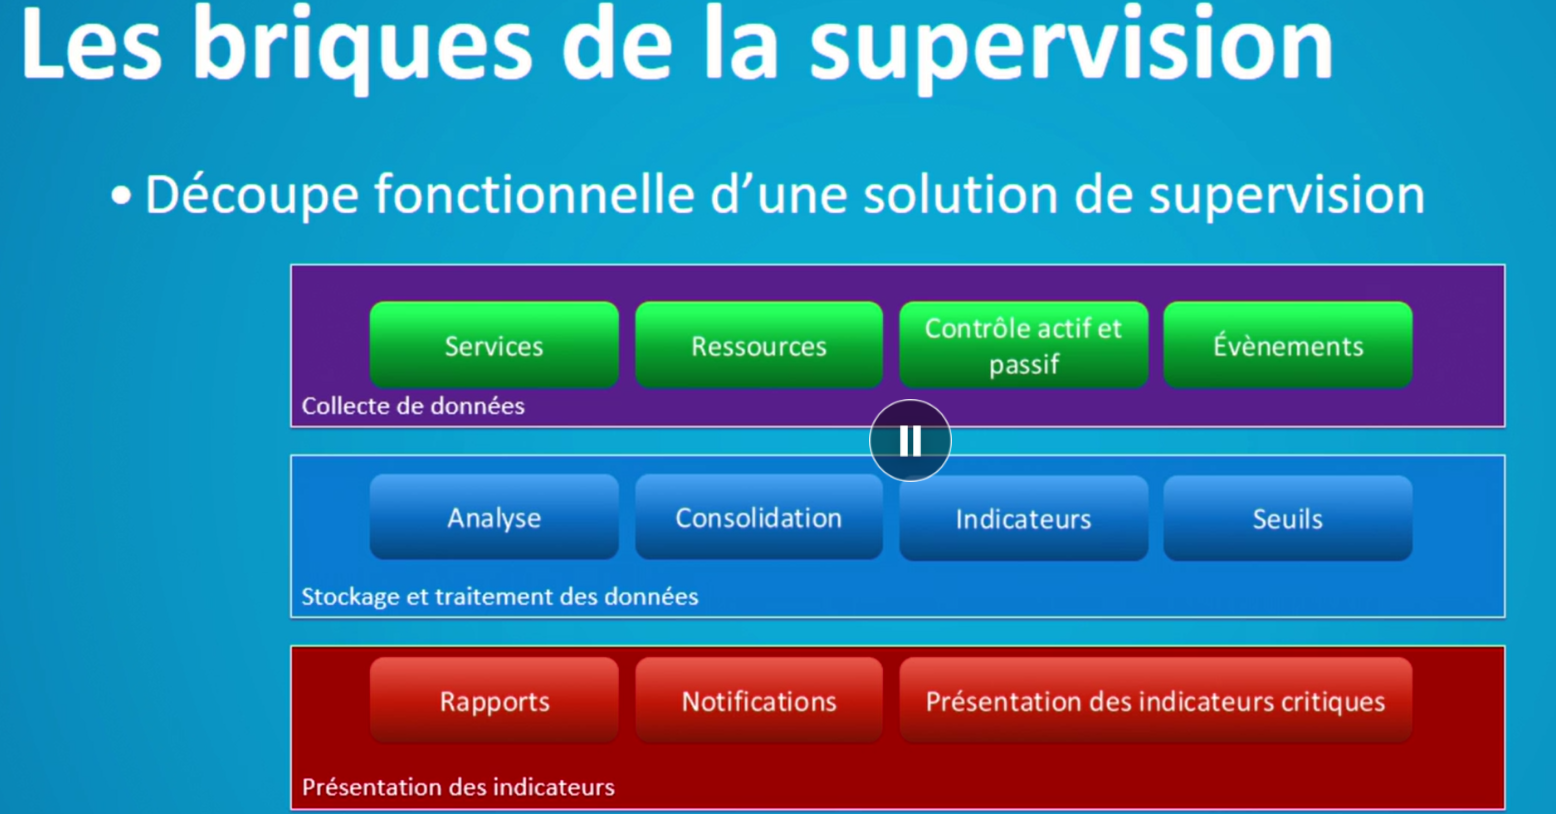 Les briques de la supervision
• Découpe fonctionnelle d’une solution de supervision
Services
Ressources
Contrôle actif et
passif
Évènements
Collecte de données
Analyse
Consolidation
Indicateurs
Seuils
Stockage et traitement des données
Rapports
Notifications
Présentation des indicateurs critiques
Présentation des indicateurs